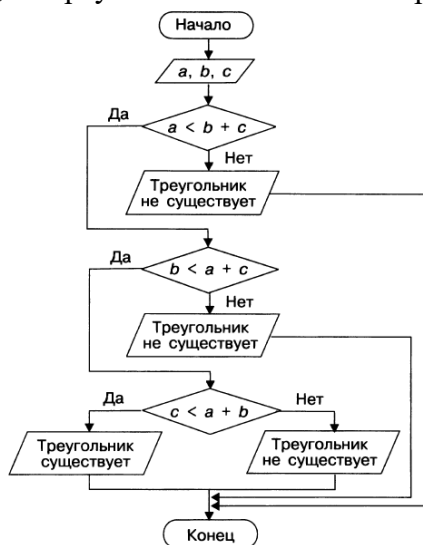 Начало
a, b, c
Да
a < b + c
Нет
Треугольник
не существует
Да
b < a + c
Нет
Треугольник
не существует
Да
c < a + b
Нет
Треугольник
существует
Треугольник
не существует
Конец